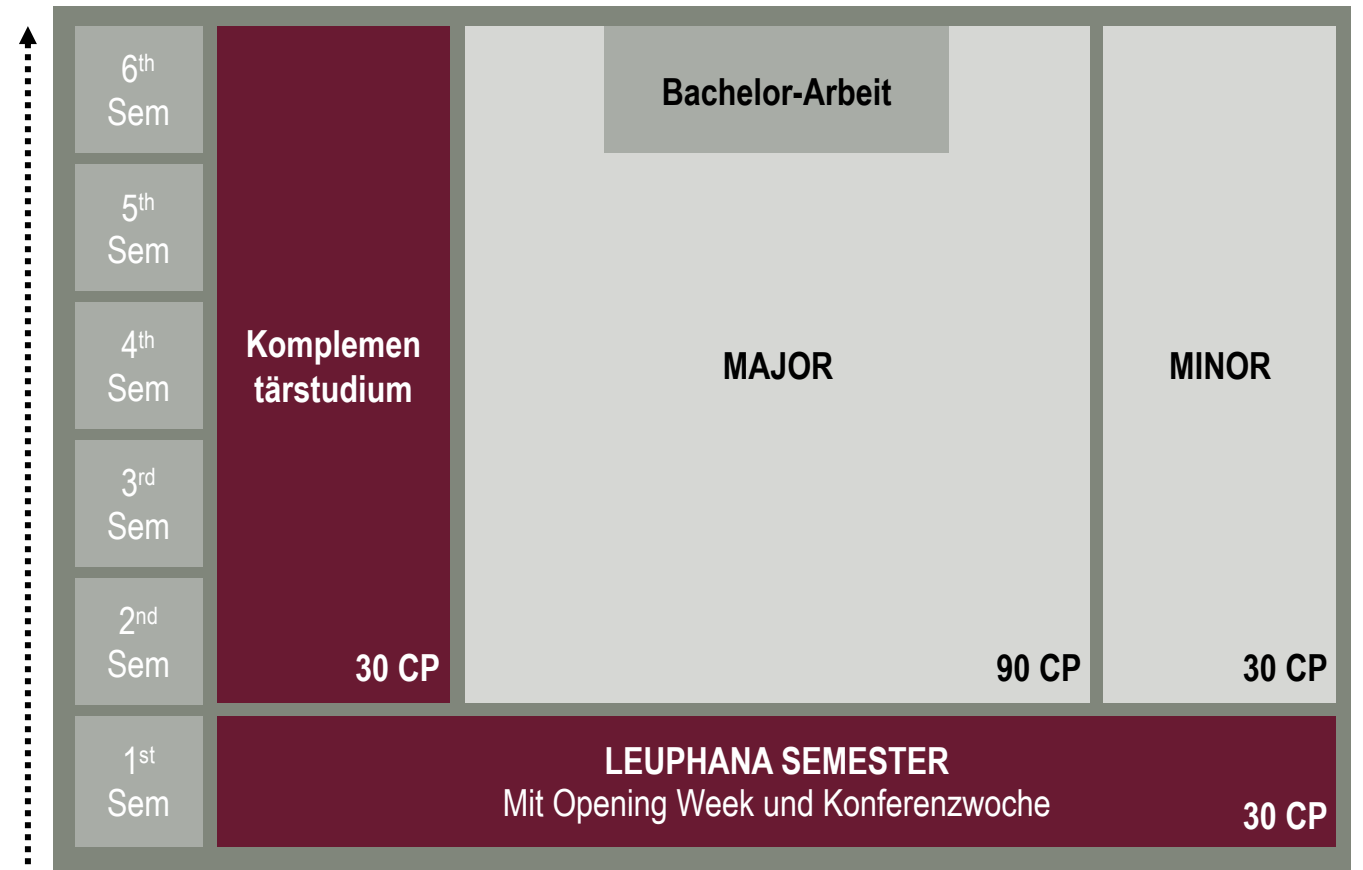 6th
Sem
Bachelor-Arbeit
5th
Sem
4th
Sem
Komplemen
tärstudium
MAJOR
MINOR
3rd
Sem
2nd
Sem
30 CP
90 CP
30 CP
1st
Sem
LEUPHANA SEMESTER
Mit Opening Week und Konferenzwoche
30 CP